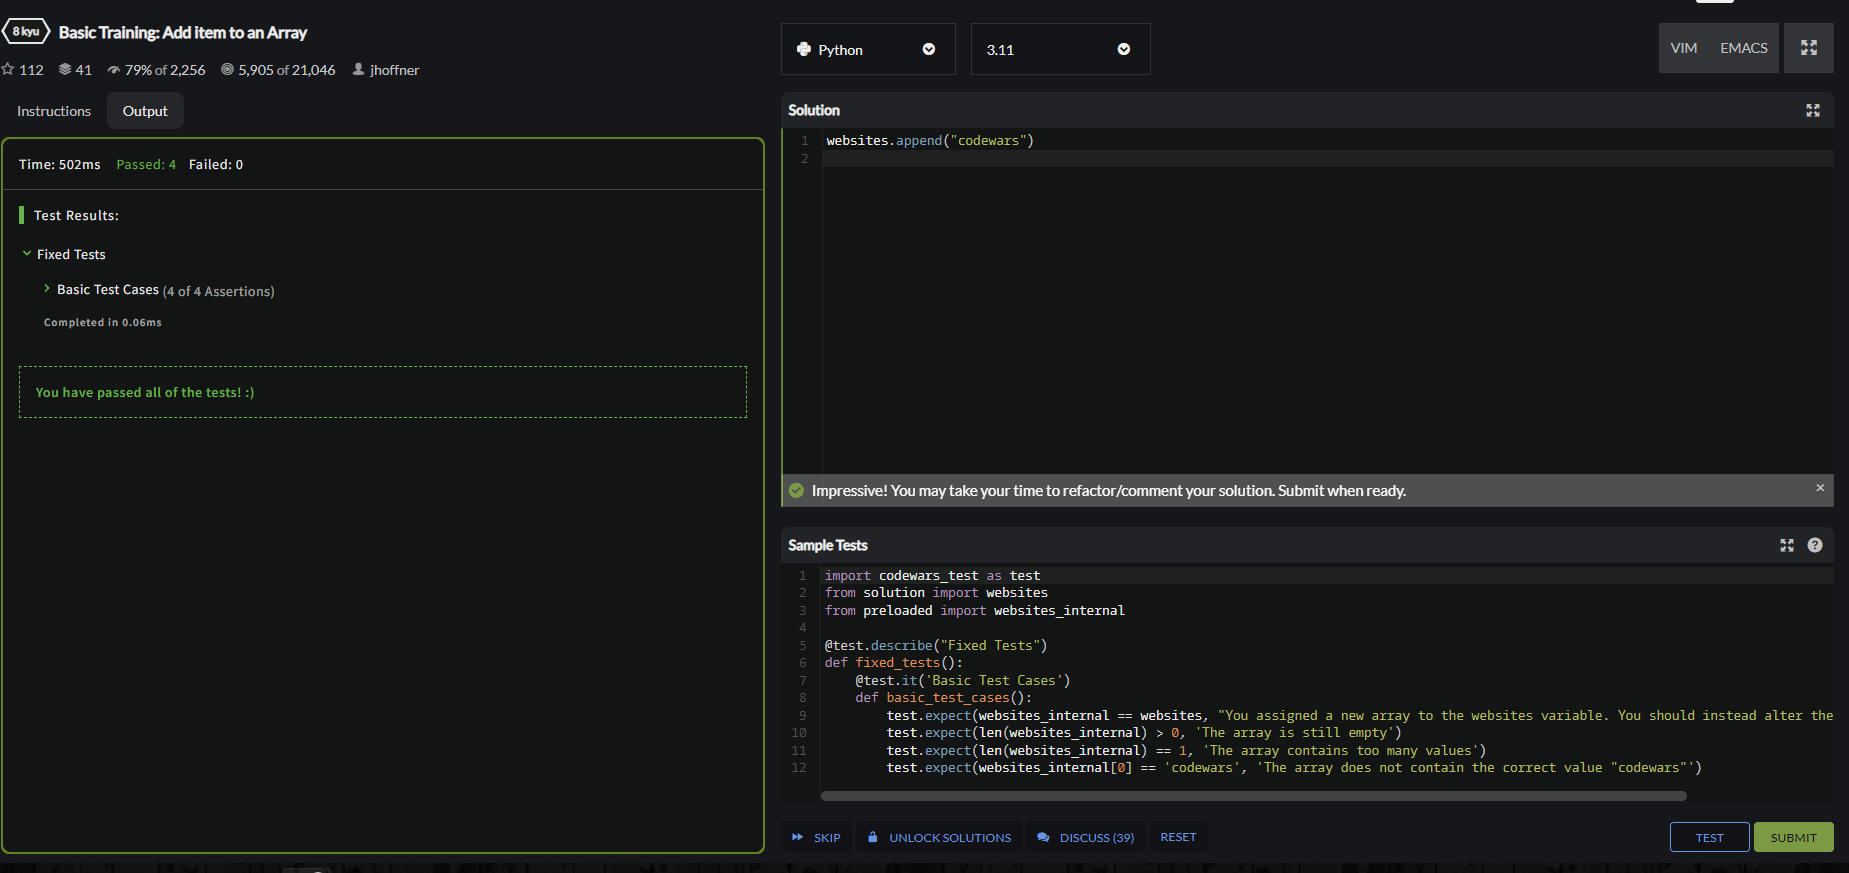 8 kyu Basic Training: Add item to an Array
112 41 79% of 2,256 5,905 of 21,046 jhoffner
Instructions Output
Time: 502ms Passed: 4 Failed: 0
Test Results:
Fixed Tests
Basic Test Cases (4 of 4 Assertions)
Completed in 0.06ms
You have passed all of the tests! :)
Python 3.11 VIM EMACS
Solution
1 websites.append("codewars")
2
Impressive! You may take your time to refactor/comment your solution. Submit when ready. ×
Sample Tests ?
1 import codewars_test as test
2 from solution import websites
3 from preloaded import websites_internal
4
5 @test.describe("Fixed Tests")
6 def fixed_tests():
7     @test.it('Basic Test Cases')
8     def basic_test_cases():
9         test.expect(websites_internal == websites, "You assigned a new array to the websites variable. You should instead alter the
10         test.expect(len(websites_internal) > 0, 'The array is still empty')
11         test.expect(len(websites_internal) == 1, 'The array contains too many values')
12         test.expect(websites_internal[0] == 'codewars', 'The array does not contain the correct value "codewars"')
SKIP UNLOCK SOLUTIONS DISCUSS (39) RESET TEST SUBMIT